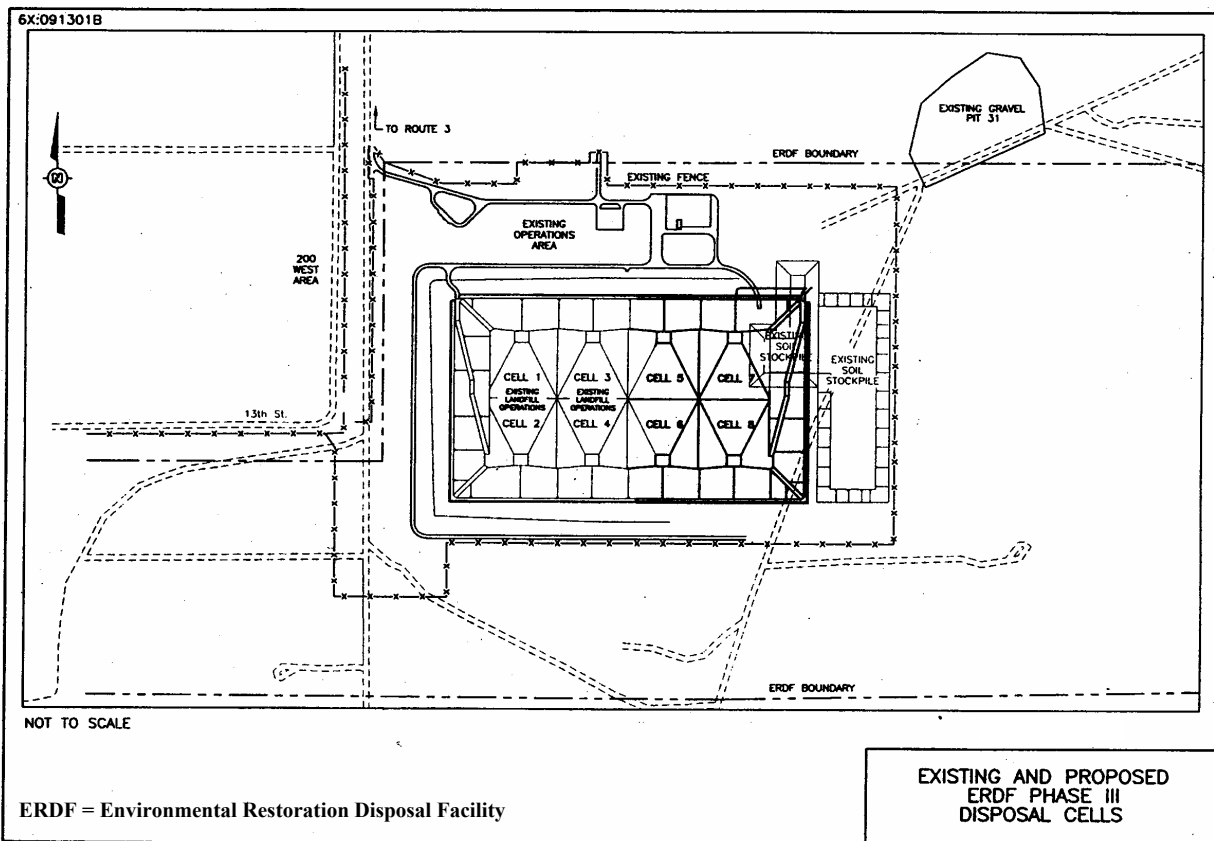 6X:091301B
EXISTING GRAVEL
PIT 31
TO ROUTE 3
ERDF BOUNDARY
EXISTING FENCE
EXISTING
OPERATIONS
AREA
200
WEST
AREA
EXISTING
SOIL
STOCKPILE
EXISTING
SOIL
STOCKPILE
CELL 1
CELL 3
CELL 5
CELL 7
EXISTING
LANDFILL
OPERATIONS
EXISTING
LANDFILL
OPERATIONS
13th St.
CELL 2
CELL 4
CELL 6
CELL 8
ERDF BOUNDARY
NOT TO SCALE
ERDF = Environmental Restoration Disposal Facility
EXISTING AND PROPOSED
ERDF PHASE III
DISPOSAL CELLS